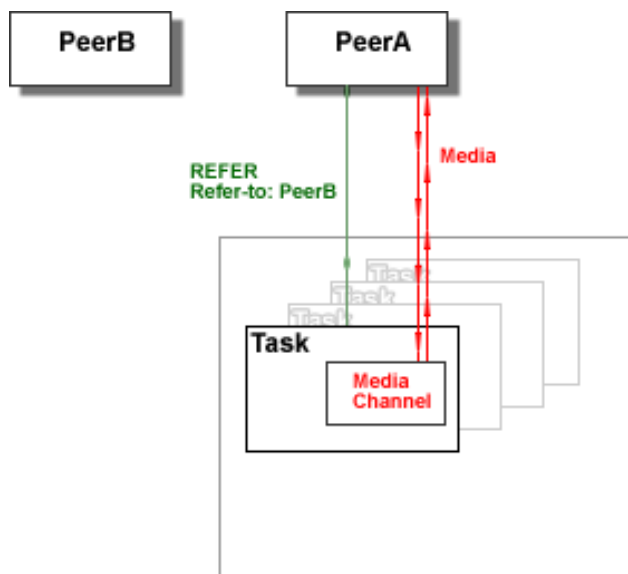 PeerB
PeerA
Media
REFER
Refer-to: PeerB
Task
Task
Task
Task
Media
Channel